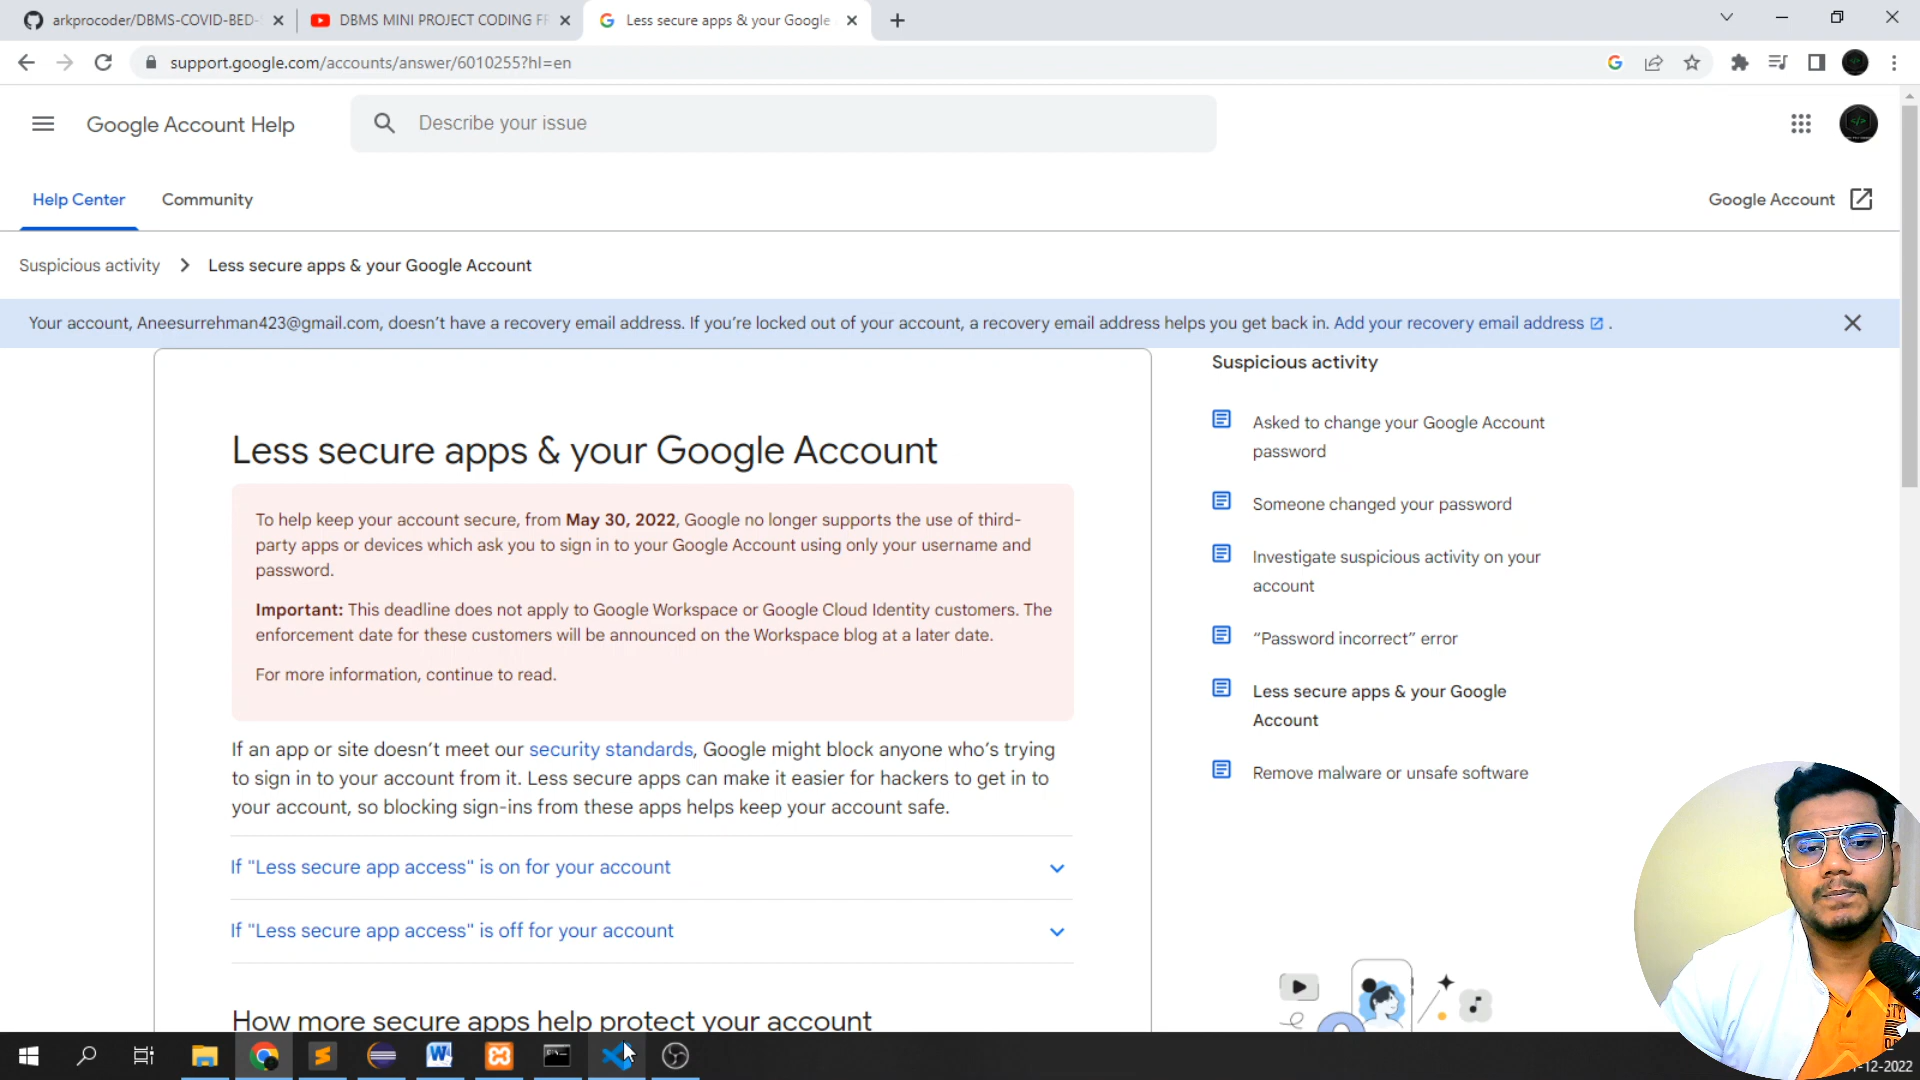 arkprocoder/DBMS-COVID-BED-
DBMS MINI PROJECT CODING FR
Less secure apps & your Google
support.google.com/accounts/answer/6010255?hl=en
Google Account Help
Describe your issue
Help Center
Community
Google Account
Suspicious activity
Less secure apps & your Google Account
Your account, Aneesurrehman423@gmail.com, doesn’t have a recovery email address. If you’re locked out of your account, a recovery email address helps you get back in. Add your recovery email address .
Less secure apps & your Google Account
To help keep your account secure, from May 30, 2022, Google no longer supports the use of third-
party apps or devices which ask you to sign in to your Google Account using only your username and
password.
Important: This deadline does not apply to Google Workspace or Google Cloud Identity customers. The
enforcement date for these customers will be announced on the Workspace blog at a later date.
For more information, continue to read.
If an app or site doesn’t meet our security standards, Google might block anyone who’s trying
to sign in to your account from it. Less secure apps can make it easier for hackers to get in to
your account, so blocking sign-ins from these apps helps keep your account safe.
If "Less secure app access" is on for your account
If "Less secure app access" is off for your account
How more secure apps help protect your account
Suspicious activity
Asked to change your Google Account
password
Someone changed your password
Investigate suspicious activity on your
account
“Password incorrect” error
Less secure apps & your Google
Account
Remove malware or unsafe software
-12-2022